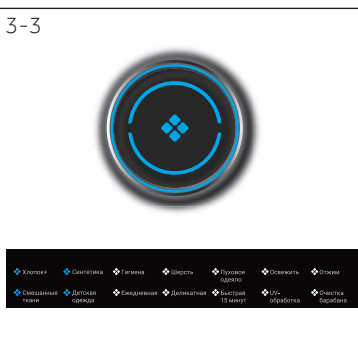 3-3
Хлопок+ Синтетика Гигиена Шерсть Пуховое одеяло Освежить Отжим
Смешанные ткани Детская одежда Ежедневная Деликатная Быстрая 15 минут UV-обработка Очистка барабана